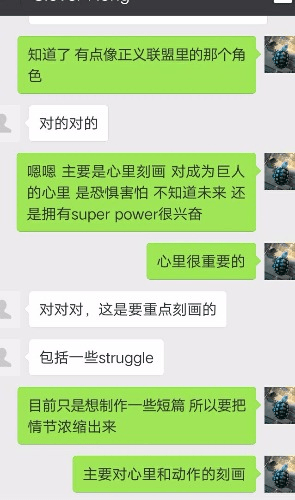 知道了 有点像正义联盟里的那个角
色
对的对的
嗯嗯 主要是心里刻画 对成为巨人
的心里 是恐惧害怕 不知道未来 还
是拥有super power很兴奋
心里很重要的
对对对，这是要重点刻画的
包括一些struggle
目前只是想制作一些短篇 所以要把
情节浓缩出来
主要对心里和动作的刻画